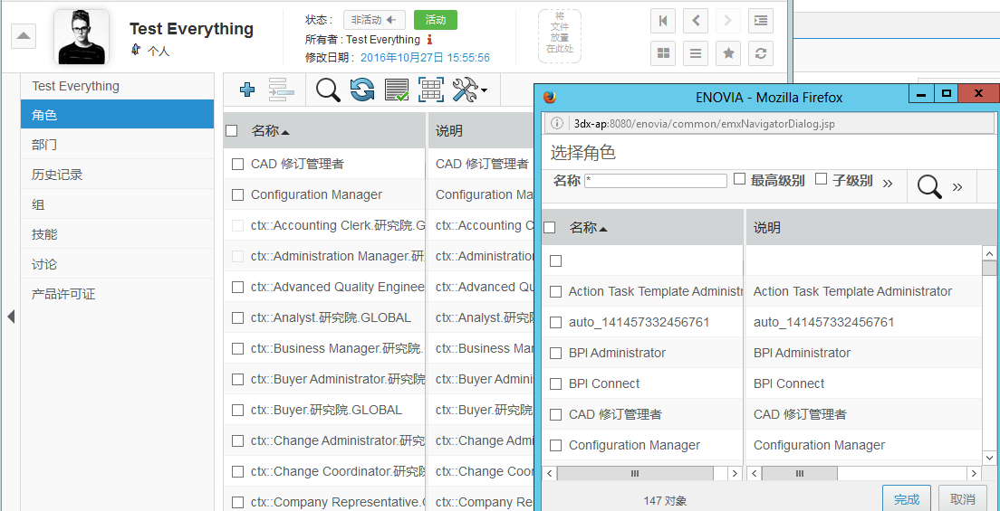 Test Everything
个人
状态 : 非活动 活动
所有者 : Test Everything
修改日期 : 2016年10月27日 15:55:56
将
文件
放置
在此处
Test Everything
角色
部门
历史记录
组
技能
讨论
产品许可证
名称 说明
CAD 修订管理者 CAD 修订管理者
Configuration Manager Configuration Ma
ctx::Accounting Clerk.研究院.G ctx::Accounting C
ctx::Administration Manager.研 ctx::Administration
ctx::Advanced Quality Enginee ctx::Advanced Qu
ctx::Analyst.研究院.GLOBAL ctx::Analyst.研究院
ctx::Business Manager.研究院. ctx::Business Mar
ctx::Buyer Administrator.研究院 ctx::Buyer Admini
ctx::Buyer.研究院.GLOBAL ctx::Buyer.研究院
ctx::Change Administrator.研究 ctx::Change Admi
ctx::Change Coordinator.研究院 ctx::Change Coor
ctx::Company Representative. ctx::Company Re
ENOVIA - Mozilla Firefox
3dx-ap:8080/enovia/common/emxNavigatorDialog.jsp
选择角色
名称 * 最高级别 子级别 »
»
名称 说明
Action Task Template Administr Action Task Template Administrator
auto_141457332456761 auto_141457332456761
BPI Administrator BPI Administrator
BPI Connect BPI Connect
CAD 修订管理者 CAD 修订管理者
Configuration Manager Configuration Manager
147 对象
完成 取消